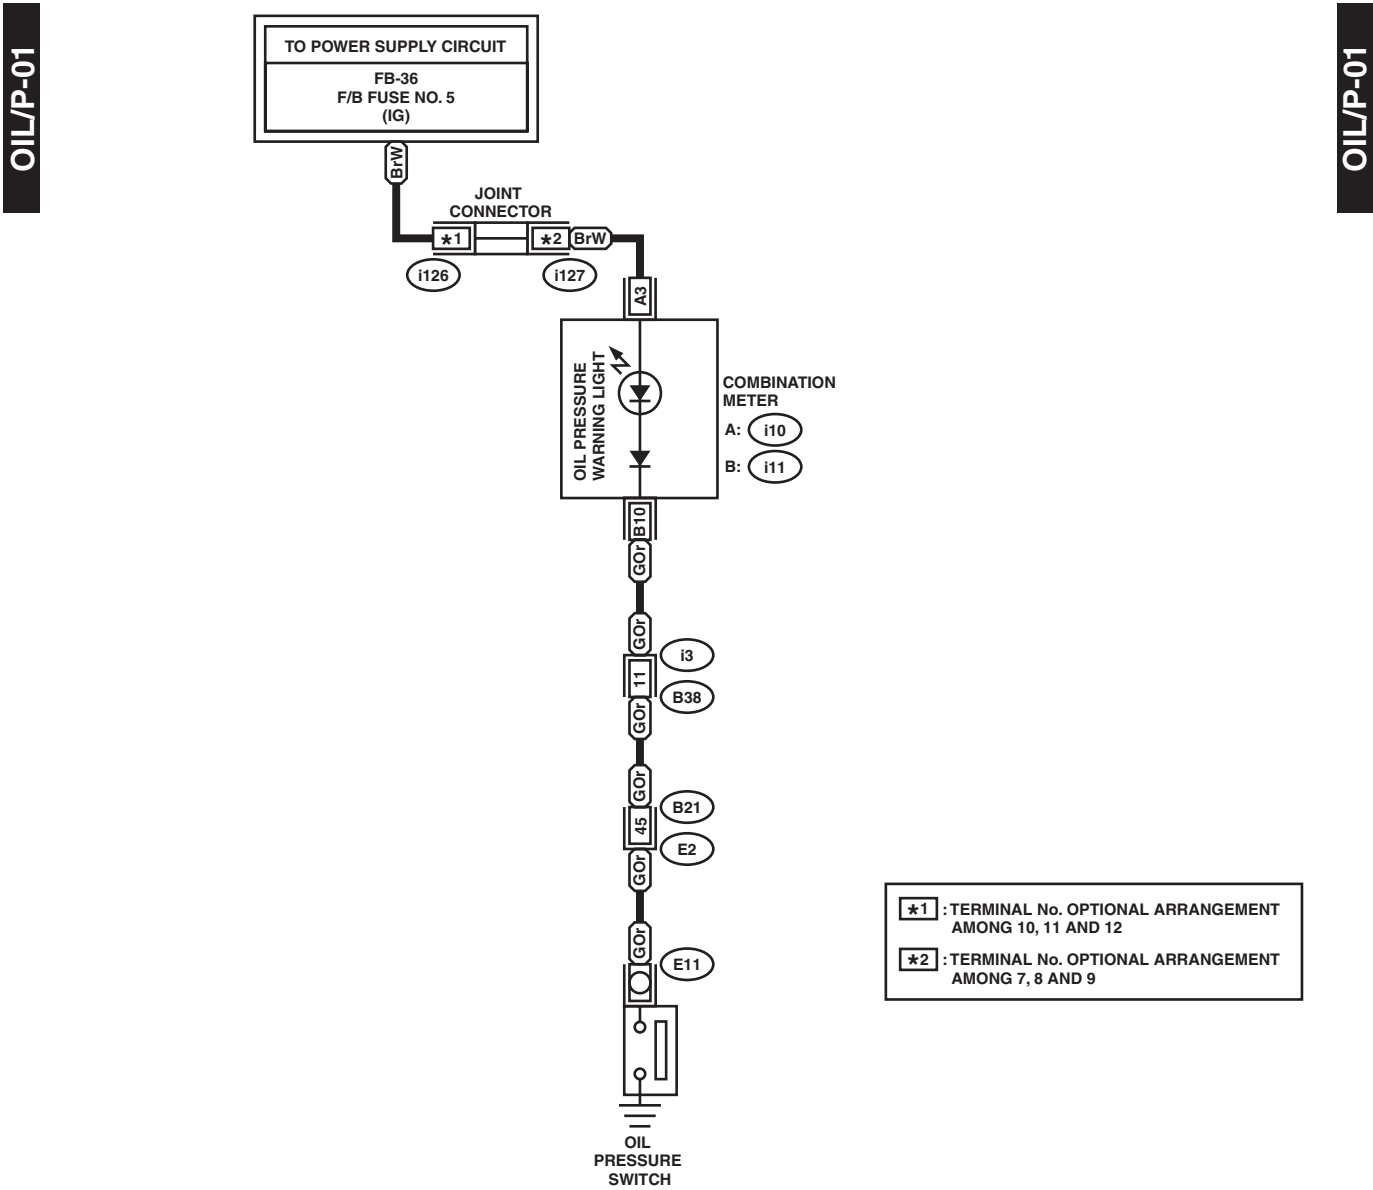 OIL/P-01
OIL/P-01
TO POWER SUPPLY CIRCUIT
FB-36
F/B FUSE NO. 5
(IG)
BrW
JOINT
CONNECTOR
*1
*2
BrW
i126
i127
A3
OIL PRESSURE
WARNING LIGHT
COMBINATION
METER
A: i10
B: i11
B10
GOr
GOr
i3
11
B38
GOr
GOr
B21
45
E2
GOr
GOr
E11
OIL
PRESSURE
SWITCH
*1 : TERMINAL No. OPTIONAL ARRANGEMENT
AMONG 10, 11 AND 12
*2 : TERMINAL No. OPTIONAL ARRANGEMENT
AMONG 7, 8 AND 9